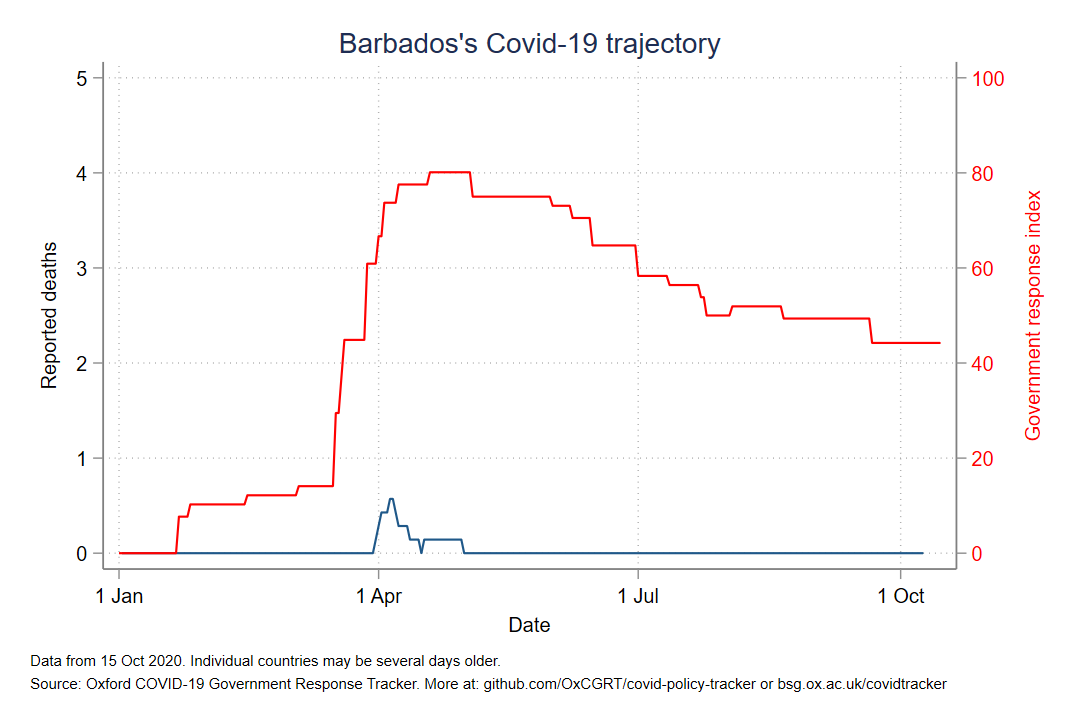 Barbados's Covid-19 trajectory
5
4
3
2
1
0
Reported deaths
100
80
60
40
20
0
Government response index
1 Jan
1 Apr
1 Jul
1 Oct
Date
Data from 15 Oct 2020. Individual countries may be several days older.
Source: Oxford COVID-19 Government Response Tracker. More at: github.com/OxCGRT/covid-policy-tracker or bsg.ox.ac.uk/covidtracker